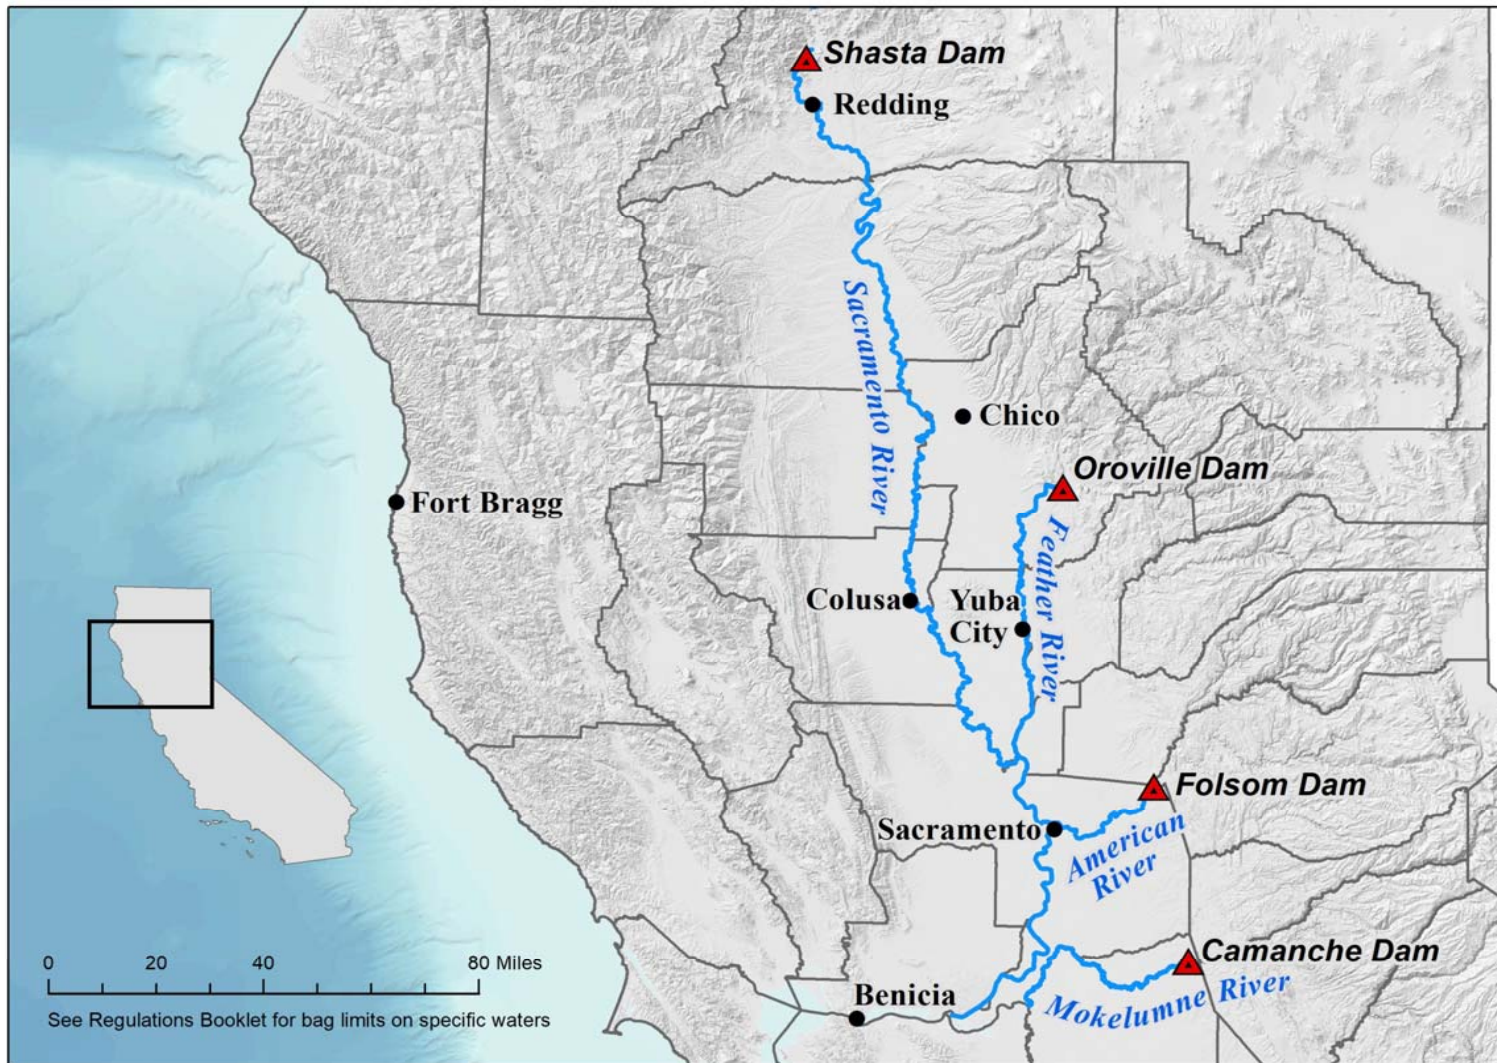 Shasta Dam
Redding
Sacramento River
Chico
Oroville Dam
Fort Bragg
Feather River
Colusa
Yuba
City
Folsom Dam
Sacramento
American
River
Camanche Dam
Mokelumne River
Benicia
0 20 40 80 Miles
See Regulations Booklet for bag limits on specific waters